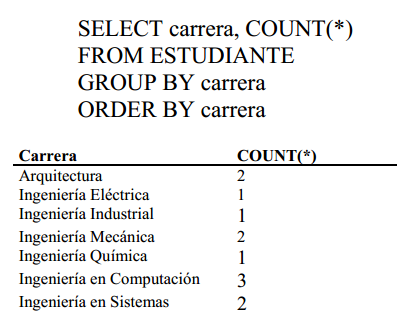 SELECT carrera, COUNT(*)
FROM ESTUDIANTE
GROUP BY carrera
ORDER BY carrera
Carrera COUNT(*)
Arquitectura 2
Ingeniería Eléctrica 1
Ingeniería Industrial 1
Ingeniería Mecánica 2
Ingeniería Química 1
Ingeniería en Computación 3
Ingeniería en Sistemas 2